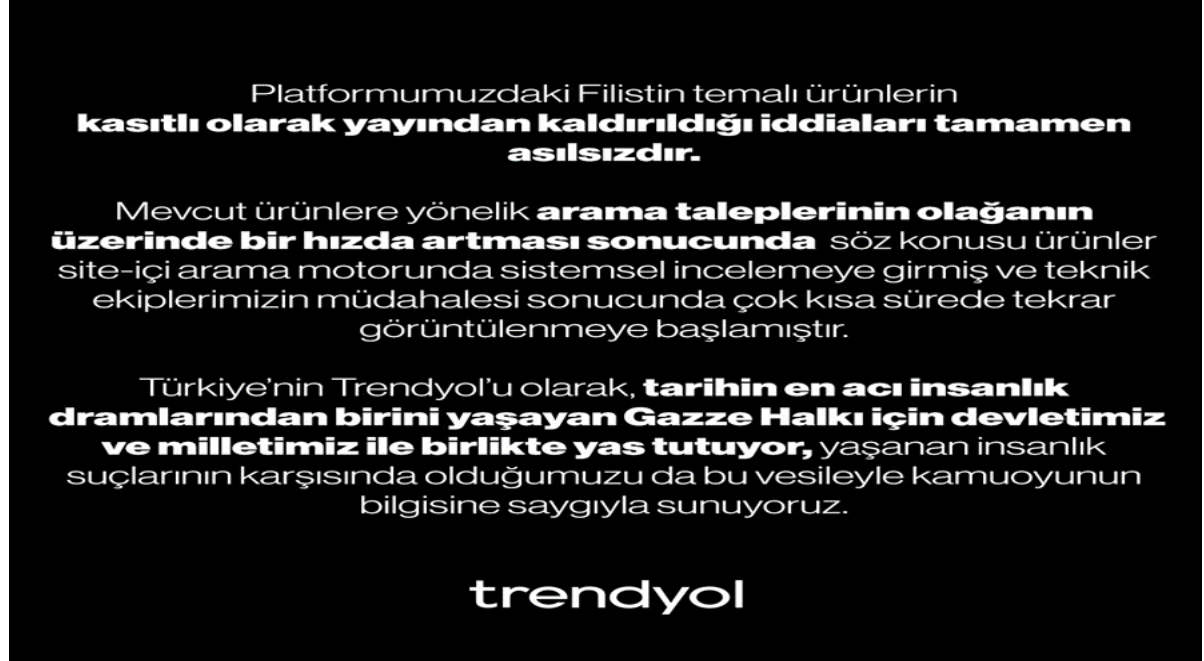 Platformumuzdaki Filistin temalı ürünlerin
kasıtlı olarak yayından kaldırıldığı iddiaları tamamen
asılsızdır.
Mevcut ürünlere yönelik arama taleplerinin olağanın
üzerinde bir hızda artması sonucunda söz konusu ürünler
site-içi arama motorunda sistemsel incelemeye girmiş ve teknik
ekiplerimizin müdahalesi sonucunda çok kısa sürede tekrar
görüntülenmeye başlamıştır.
Türkiye'nin Trendyol'u olarak, tarihin en acı insanlık
dramlarından birini yaşayan Gazze Halkı için devletimiz
ve milletimiz ile birlikte yas tutuyor, yaşanan insanlık
suçlarının karşısında olduğumuzu da bu vesileyle kamuoyunun
bilgisine saygıyla sunuyoruz.
trendyol